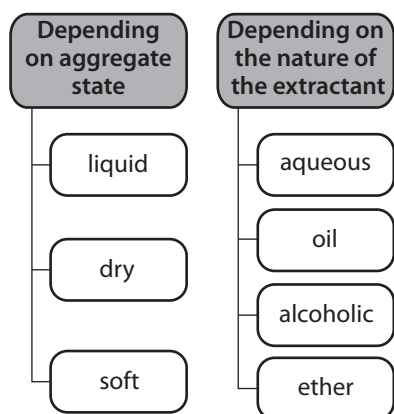 Depending
on aggregate
state
liquid
dry
soft
Depending on
the nature of
the extractant
aqueous
oil
alcoholic
ether